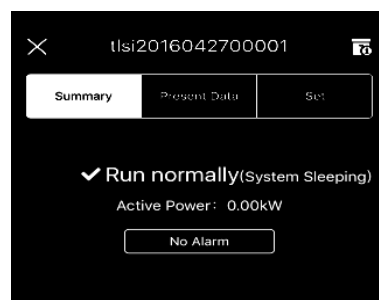 tlsi2016042700001
Summary Present Data Set
Run normally(System Sleeping)
Active Power: 0.00kW
No Alarm